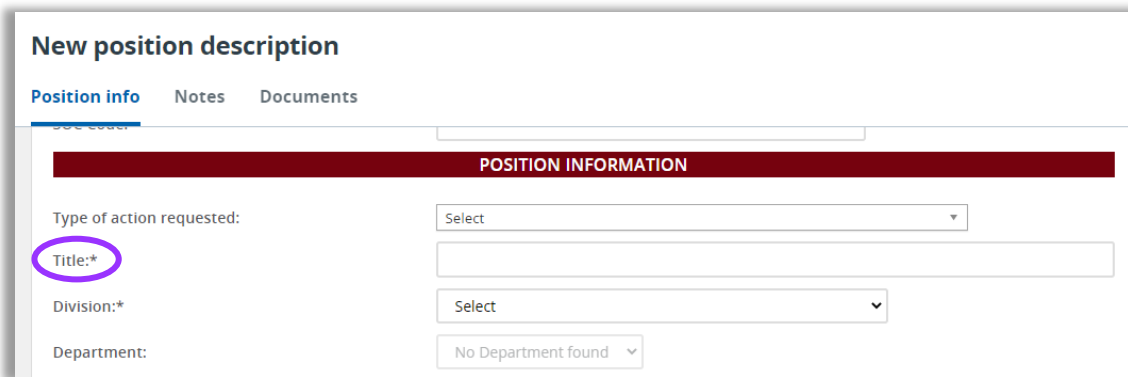 New position description
Position info Notes Documents
POSITION INFORMATION
Type of action requested: Select
Title:*
Division:* Select
Department: No Department found